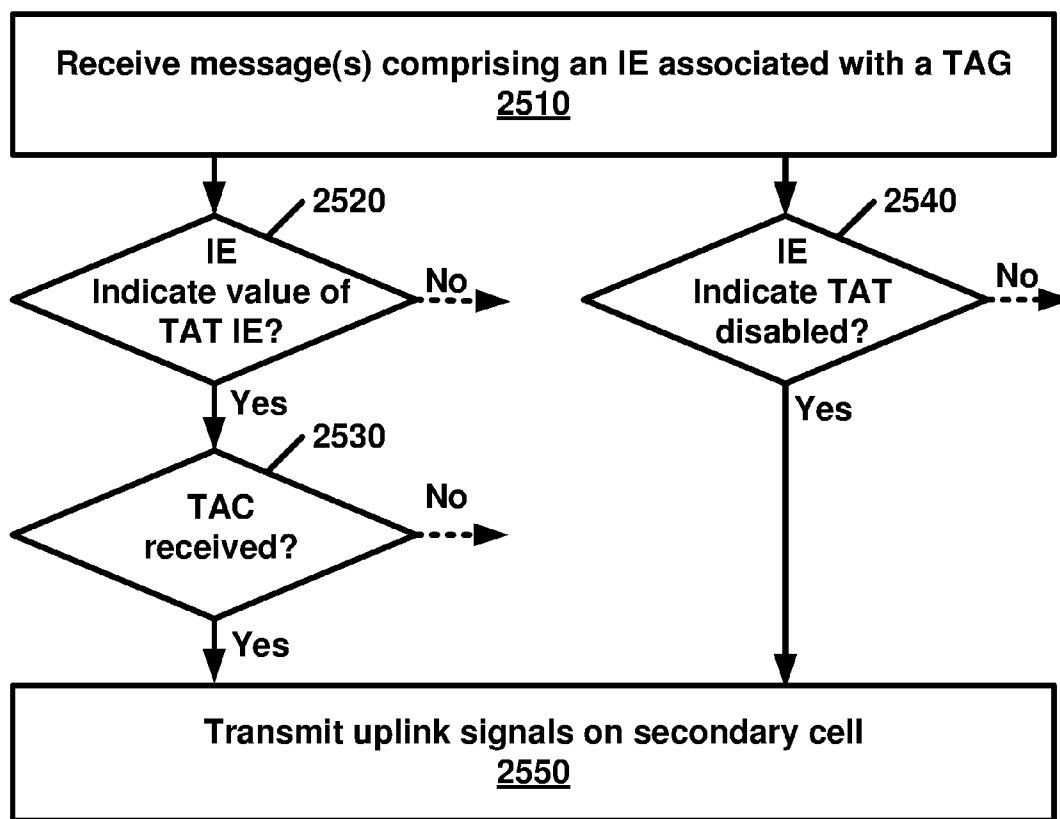 Receive message(s) comprising an IE associated with a TAG
2510
2520
IE
Indicate value of
TAT IE?
No
Yes
2530
TAC
received?
No
Yes
2540
IE
Indicate TAT
disabled?
No
Yes
Transmit uplink signals on secondary cell
2550